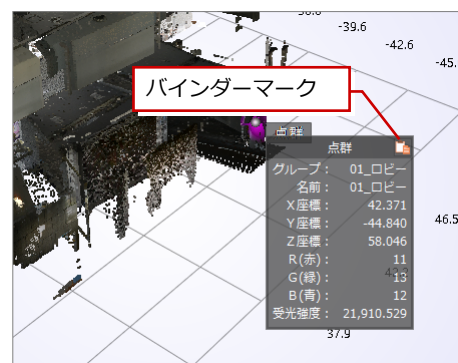 -39.6
-42.6
-45.
バインダーマーク
点群
点群
グループ： 01_ロビー
名前： 01_ロビー
X座標： 42.371
Y座標： -44.840
Z座標： 58.046
R(赤)： 11
G(緑)： 13
B(青)： 12
受光強度： 21,910.529
46.5
37.9